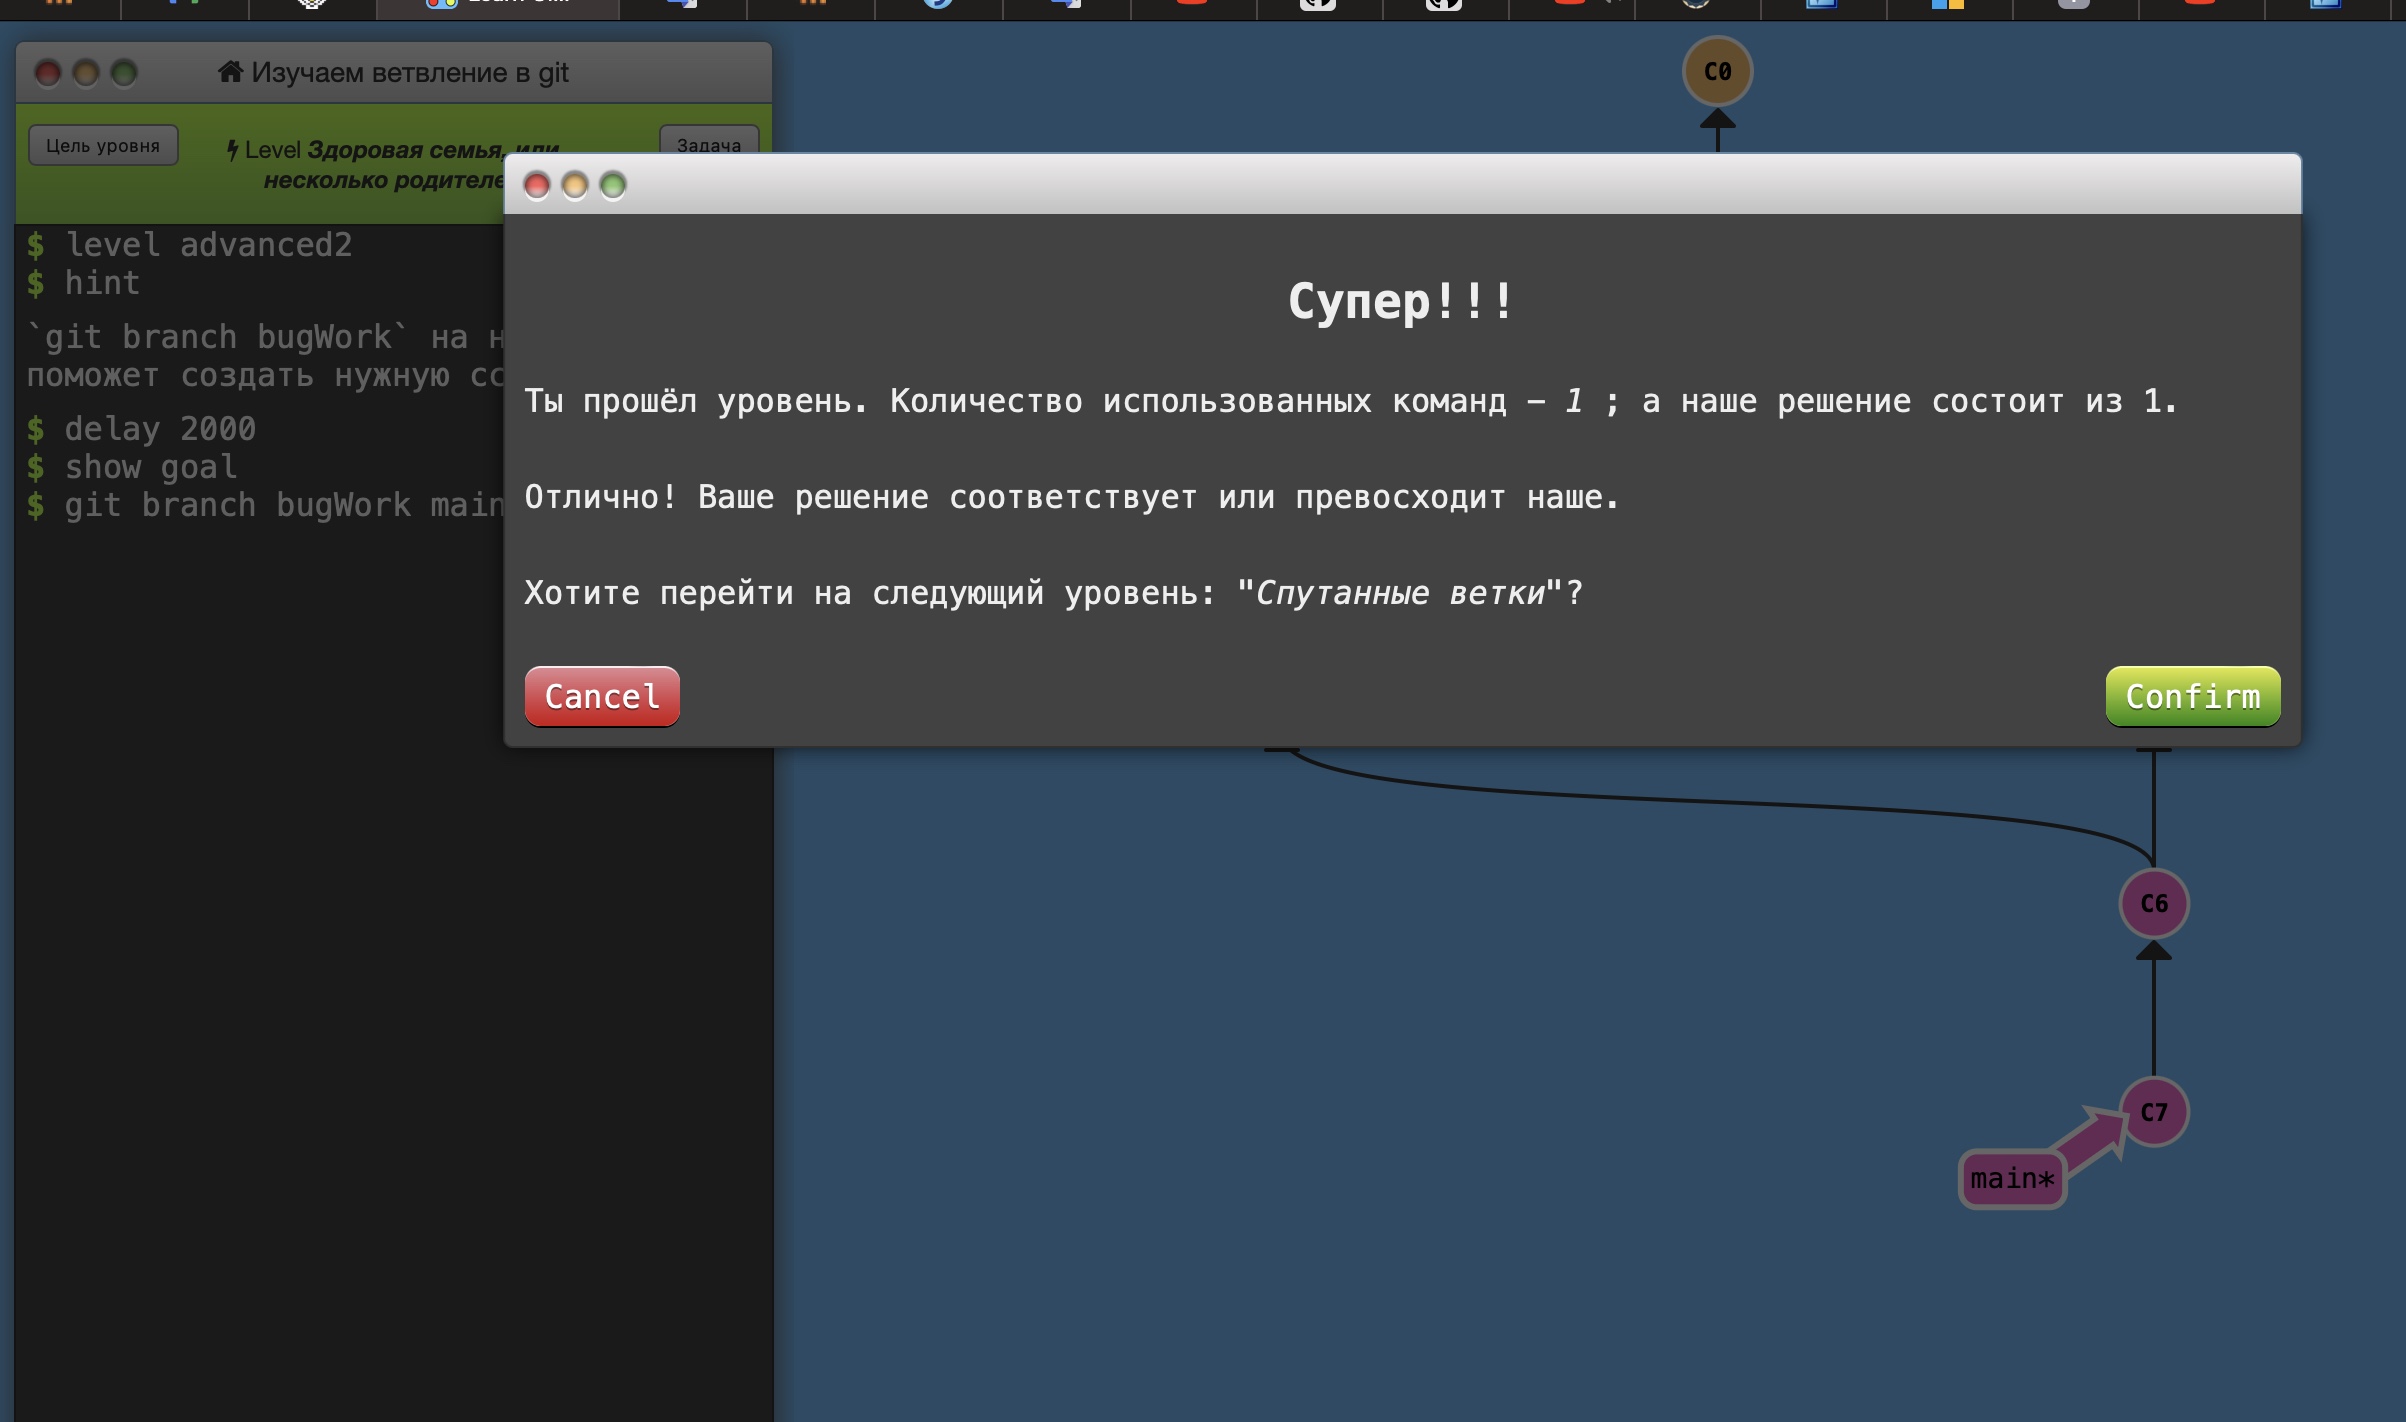 Изучаем ветвление в git
Цель уровня
Level Здоровая семья, или
несколько
Задача
$ level advanced2
$ hint
`git branch bugWork` на
поможет создать нужную
$ delay 2000
$ show goal
$ git branch bugWork main
C0
Супер!!!
Ты прошёл уровень. Количество использованных команд – 1 ; а наше решение состоит из 1.
Отлично! Ваше решение соответствует или превосходит наше.
Хотите перейти на следующий уровень: "Спутанные ветки"?
Cancel
Confirm
C6
C7
main*